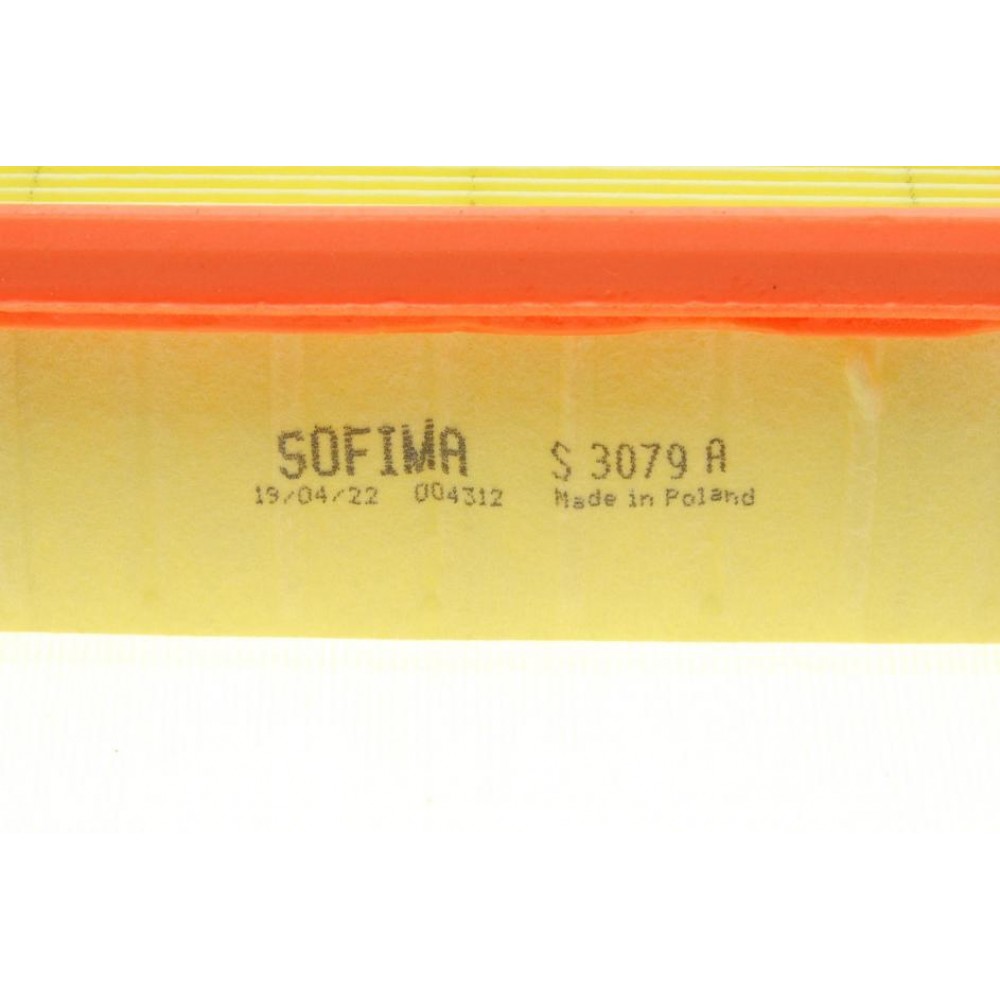 SOFIMA S 3079 A
19/04/22 004312 Made in Poland